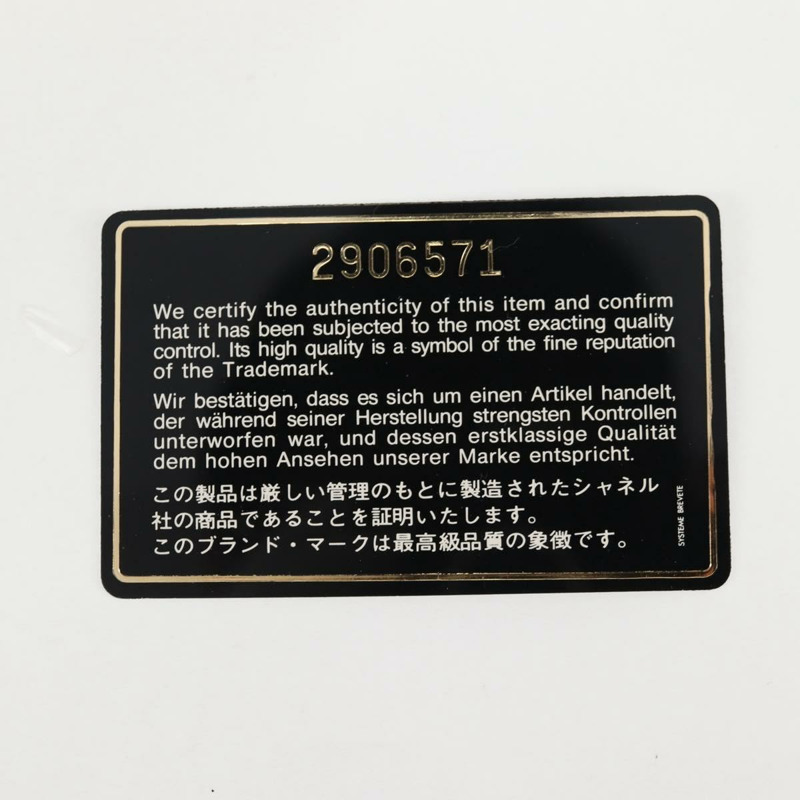 2906571
We certify the authenticity of this item and confirm
that it has been subjected to the most exacting quality
control. Its high quality is a symbol of the fine reputation
of the Trademark.
Wir bestätigen, dass es sich um einen Artikel handelt,
der während seiner Herstellung strengsten Kontrollen
unterworfen war, und dessen erstklassige Qualität
dem hohen Ansehen unserer Marke entspricht.
この製品は厳しい管理のもとに製造されたシャネル
社の商品であることを証明いたします。
このブランド・マークは最高級品質の象徴です。
SYSTEME BREVETE